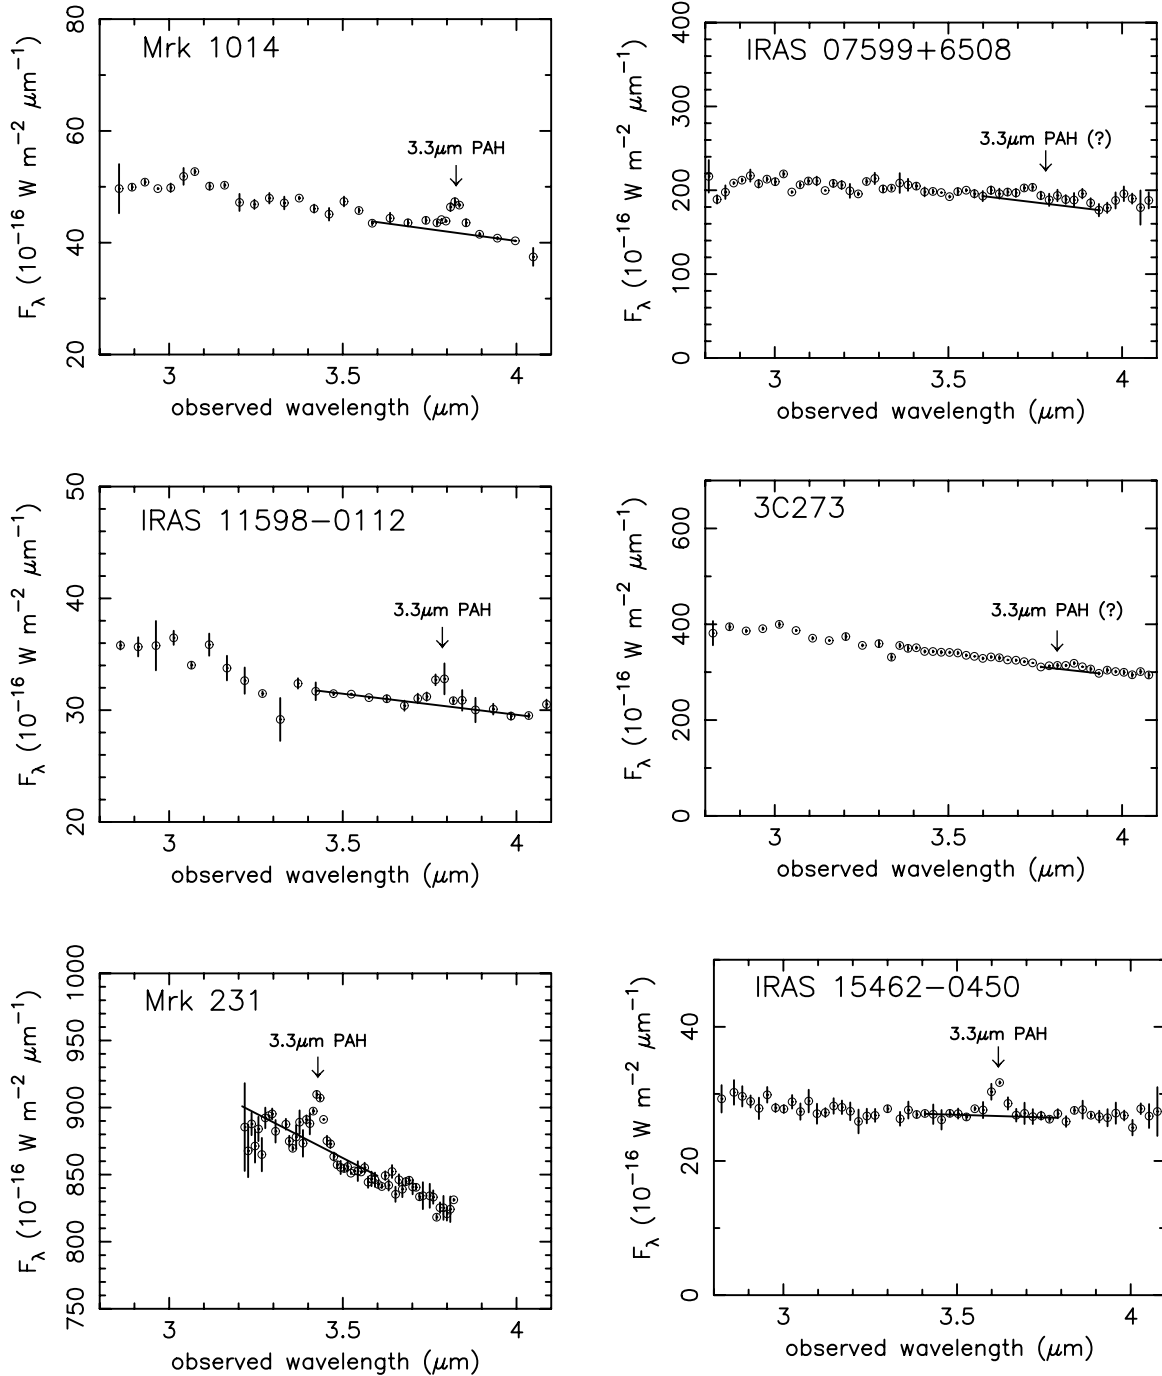 Mrk 1014
3.3μm PAH
80
60
40
20
3
3.5
4
F_λ (10^−16 W m^−2 μm^−1)
observed wavelength (μm)
IRAS 07599+6508
3.3μm PAH (?)
400
300
200
100
0
3
3.5
4
F_λ (10^−16 W m^−2 μm^−1)
observed wavelength (μm)
IRAS 11598−0112
3.3μm PAH
50
40
30
20
3
3.5
4
F_λ (10^−16 W m^−2 μm^−1)
observed wavelength (μm)
3C273
3.3μm PAH (?)
600
400
200
0
3
3.5
4
F_λ (10^−16 W m^−2 μm^−1)
observed wavelength (μm)
Mrk 231
3.3μm PAH
1000
950
900
850
800
750
3
3.5
4
F_λ (10^−16 W m^−2 μm^−1)
observed wavelength (μm)
IRAS 15462−0450
3.3μm PAH
40
20
0
3
3.5
4
F_λ (10^−16 W m^−2 μm^−1)
observed wavelength (μm)